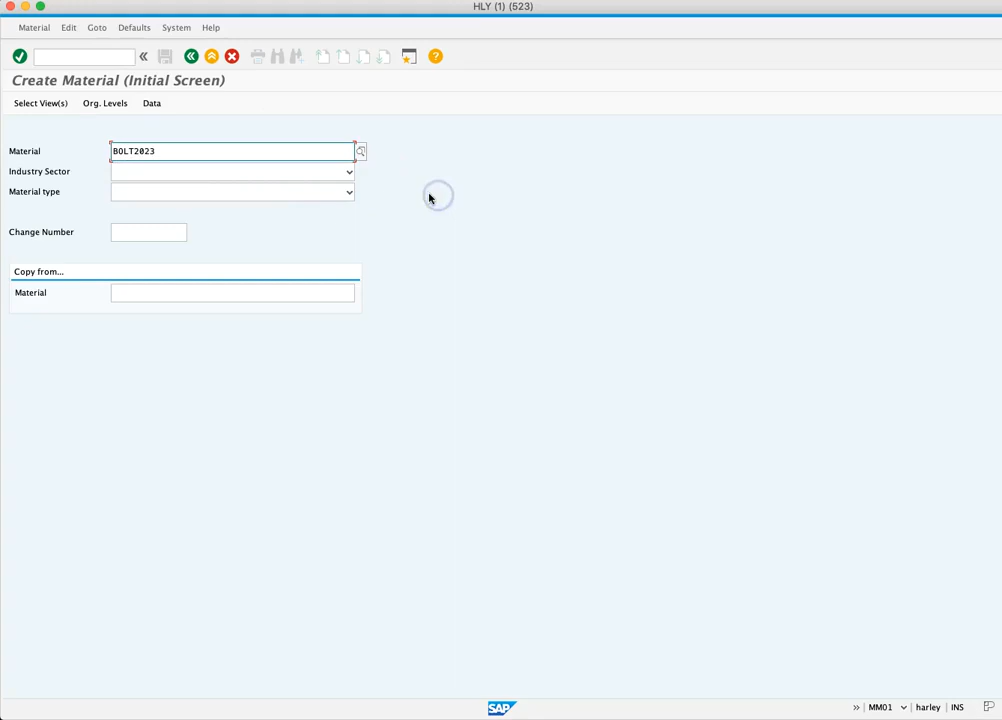 HLY (1) (523)
Material Edit Goto Defaults System Help
Create Material (Initial Screen)
Select View(s) Org. Levels Data
Material BOLT2023
Industry Sector
Material type
Change Number
Copy from...
Material
SAP MM01 harley INS